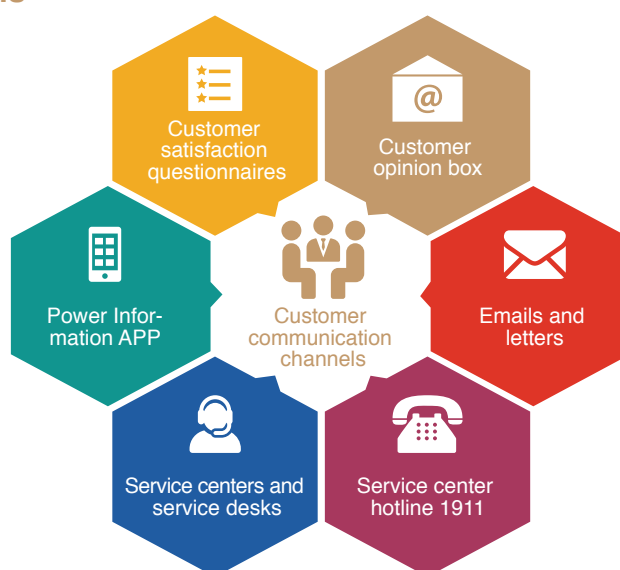 Customer
satisfaction
questionnaires
@
Customer
opinion box
Power Infor-
mation APP
Customer
communication
channels
Emails and
letters
Service centers and
service desks
Service center
hotline 1911